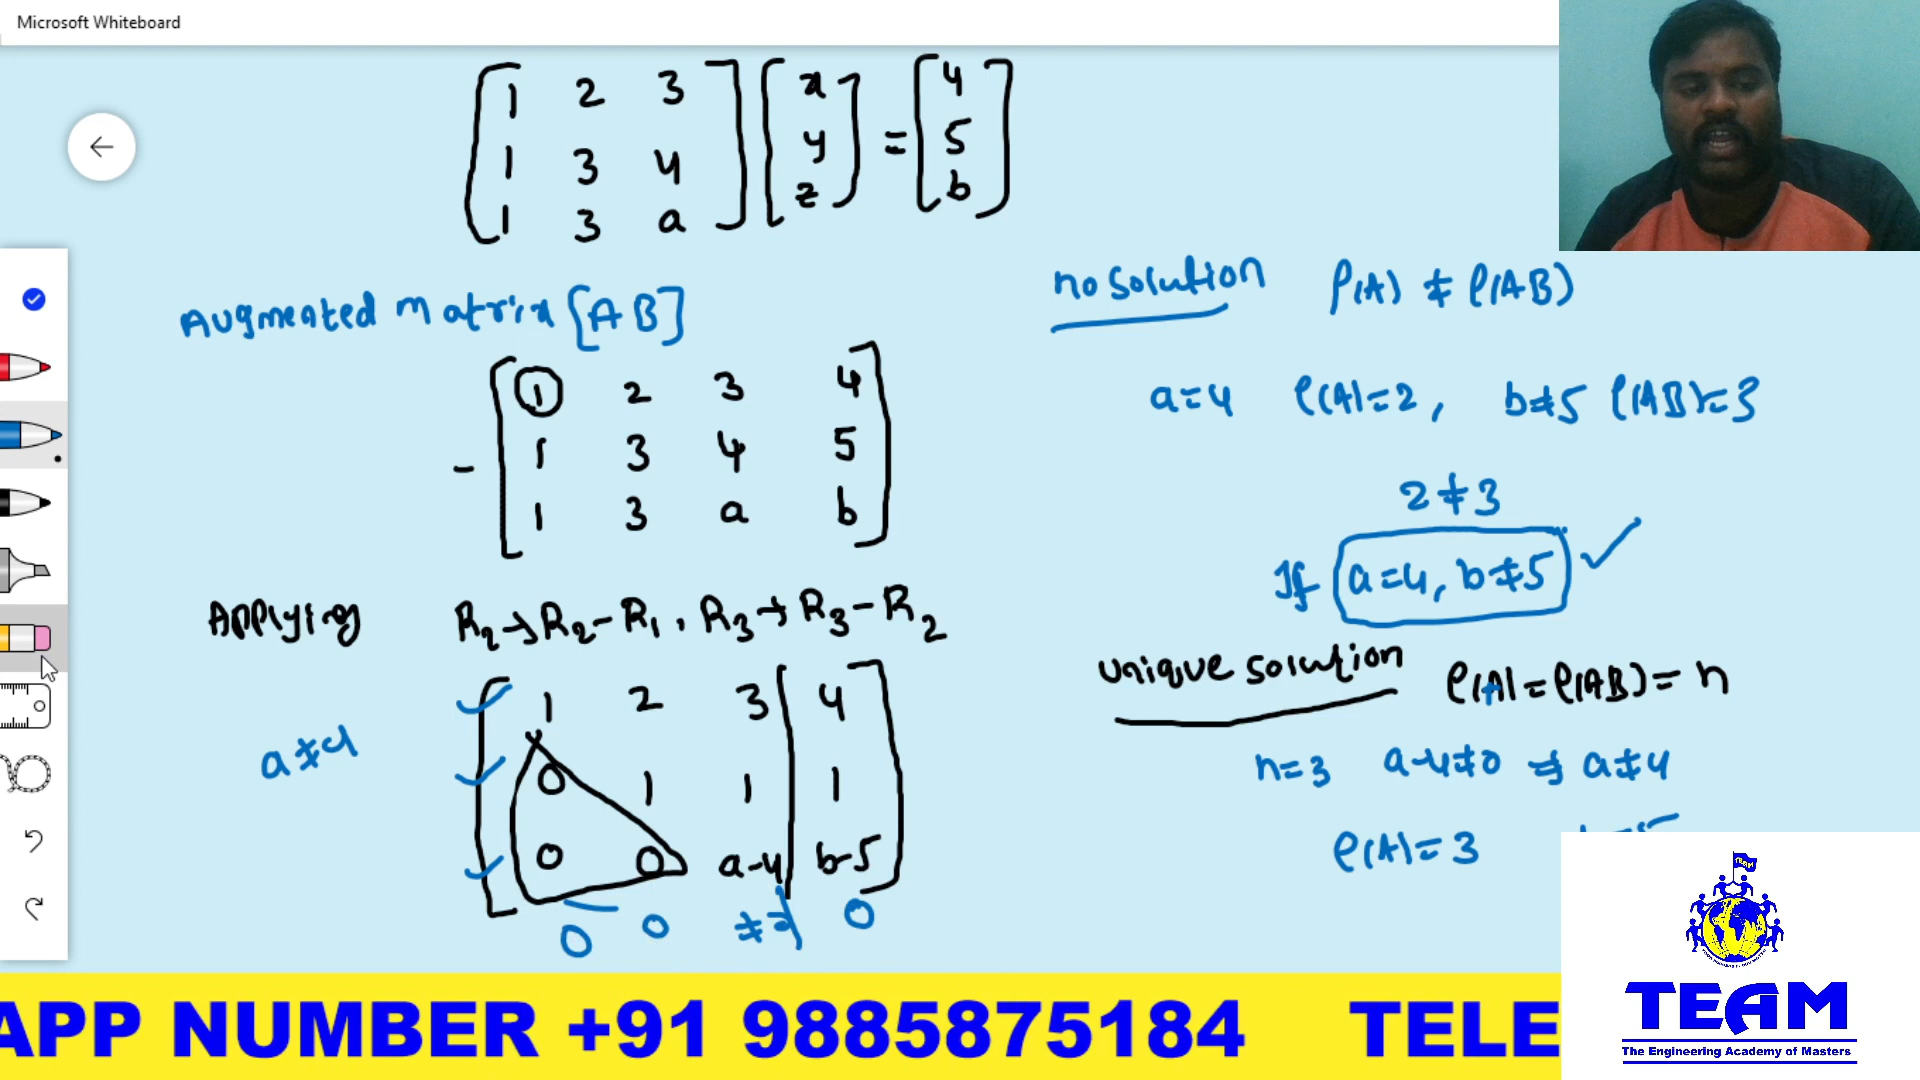 Microsoft Whiteboard
1 2 3 x 4
1 3 4 y = 5
1 3 a z b
Augmented Matrix [AB]
1 2 3 4
- 1 3 4 5
1 3 a b
Applying R₂→R₂-R₁, R₃→R₃-R₂
1 2 3 | 4
a≠4 0 1 1 | 1
0 0 a-4 | b-5
0 0 0
no solution ρ(A) ≠ ρ(AB)
a=4 ρ(A)=2, b≠5 ρ(AB)=3
2≠3
If a=4, b≠5 ✓
unique solution ρ(A)=ρ(AB)=n
n=3 a-4≠0 ⇒ a≠4
ρ(A)=3
APP NUMBER +91 9885875184 TELE
TEAM
The Engineering Academy of Masters